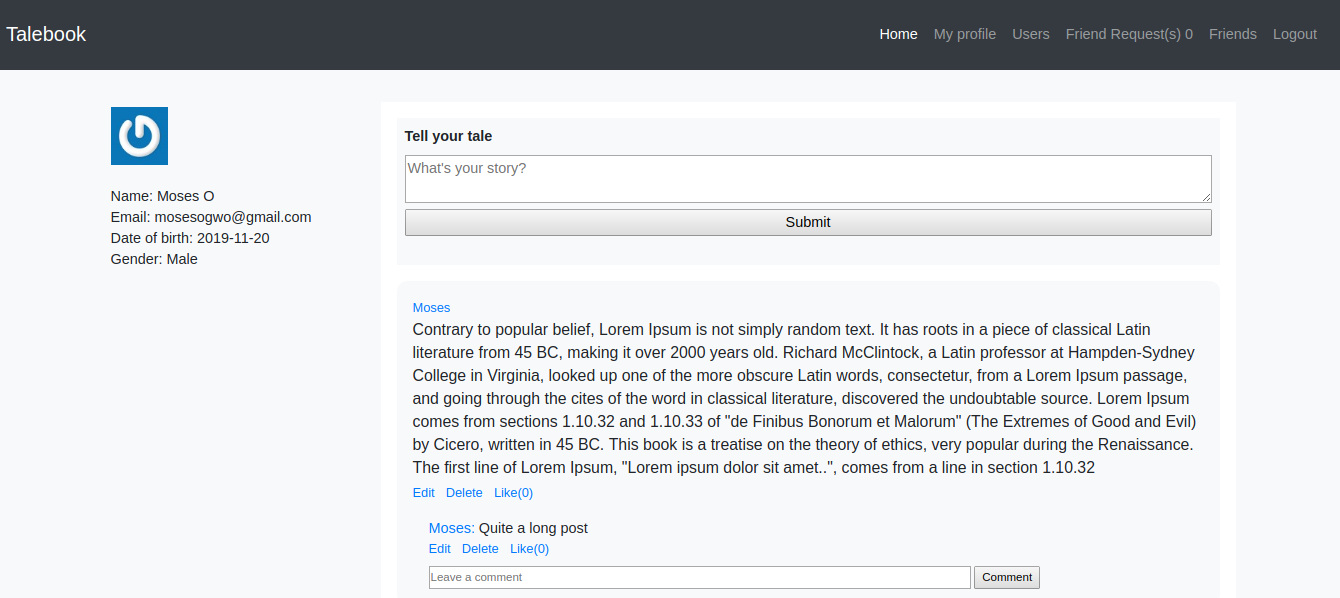 Talebook
Home My profile Users Friend Request(s) 0 Friends Logout
Name: Moses O
Email: mosesogwo@gmail.com
Date of birth: 2019-11-20
Gender: Male
Tell your tale
What's your story?
Submit
Moses
Contrary to popular belief, Lorem Ipsum is not simply random text. It has roots in a piece of classical Latin
literature from 45 BC, making it over 2000 years old. Richard McClintock, a Latin professor at Hampden-Sydney
College in Virginia, looked up one of the more obscure Latin words, consectetur, from a Lorem Ipsum passage,
and going through the cites of the word in classical literature, discovered the undoubtable source. Lorem Ipsum
comes from sections 1.10.32 and 1.10.33 of "de Finibus Bonorum et Malorum" (The Extremes of Good and Evil)
by Cicero, written in 45 BC. This book is a treatise on the theory of ethics, very popular during the Renaissance.
The first line of Lorem Ipsum, "Lorem ipsum dolor sit amet..", comes from a line in section 1.10.32
Edit Delete Like(0)
Moses: Quite a long post
Edit Delete Like(0)
Leave a comment Comment